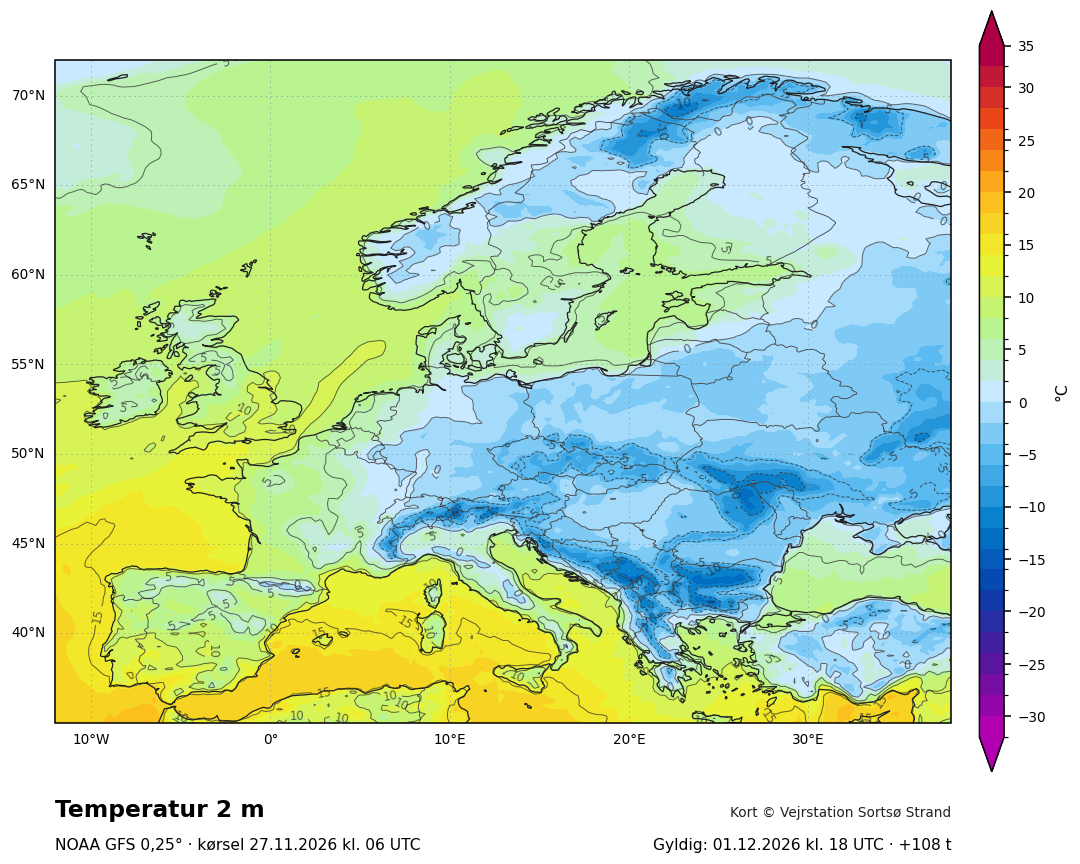 70°N
65°N
60°N
55°N
50°N
45°N
40°N
10°W
0°
10°E
20°E
30°E
35
30
25
20
15
10
5
0
−5
−10
−15
−20
−25
−30
°C
Temperatur 2 m
Kort © Vejrstation Sortsø Strand
NOAA GFS 0,25° · kørsel 27.11.2026 kl. 06 UTC
Gyldig: 01.12.2026 kl. 18 UTC · +108 t